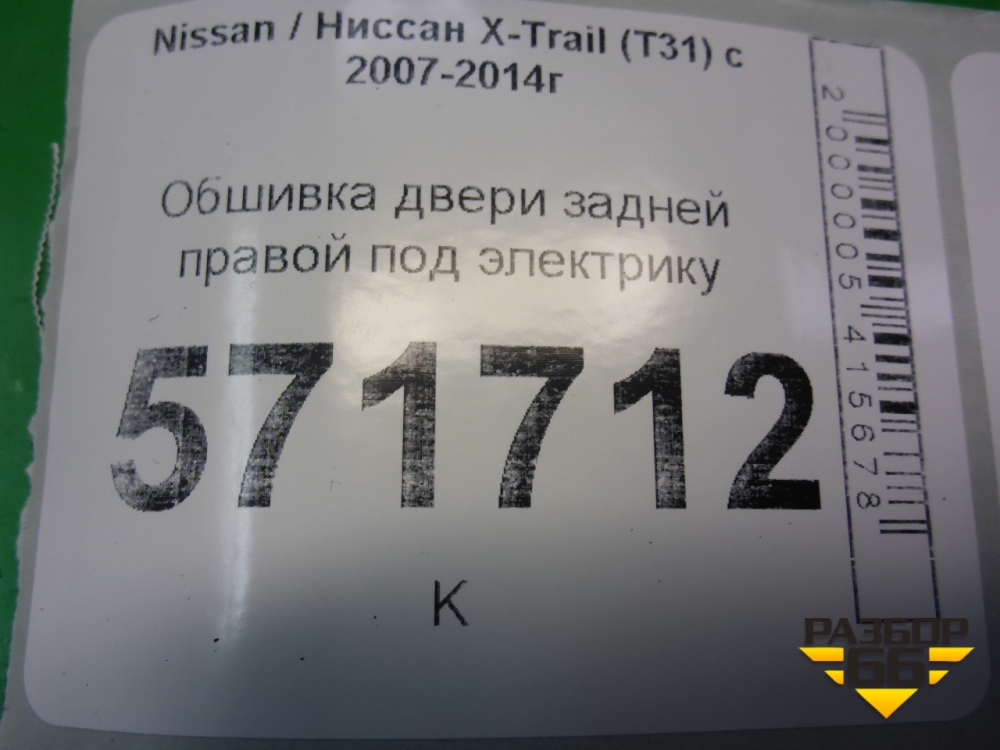 Nissan / Ниссан X-Trail (T31) с
2007-2014г
Обшивка двери задней
правой под электрику
571712
К
2000005415678
РАЗБОР
66